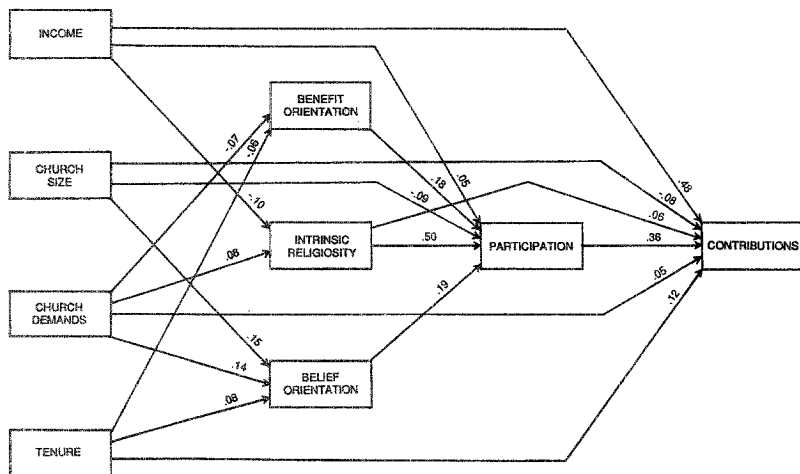 INCOME
BENEFIT
ORIENTATION
-.07
-.06
.48
CHURCH
SIZE
.05
.18
-.08
-.09
-.10
.06
INTRINSIC
RELIGIOSITY
.50
PARTICIPATION
.36
CONTRIBUTIONS
.08
.05
.19
.12
CHURCH
DEMANDS
.15
.14
BELIEF
ORIENTATION
.08
TENURE